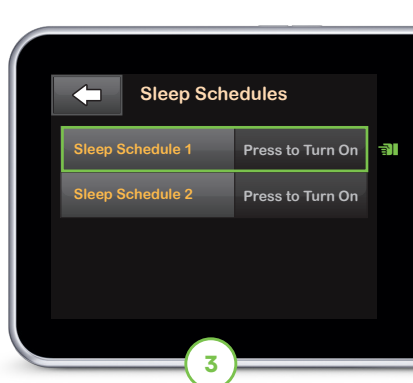 Sleep Schedules
Sleep Schedule 1 Press to Turn On
Sleep Schedule 2 Press to Turn On
3